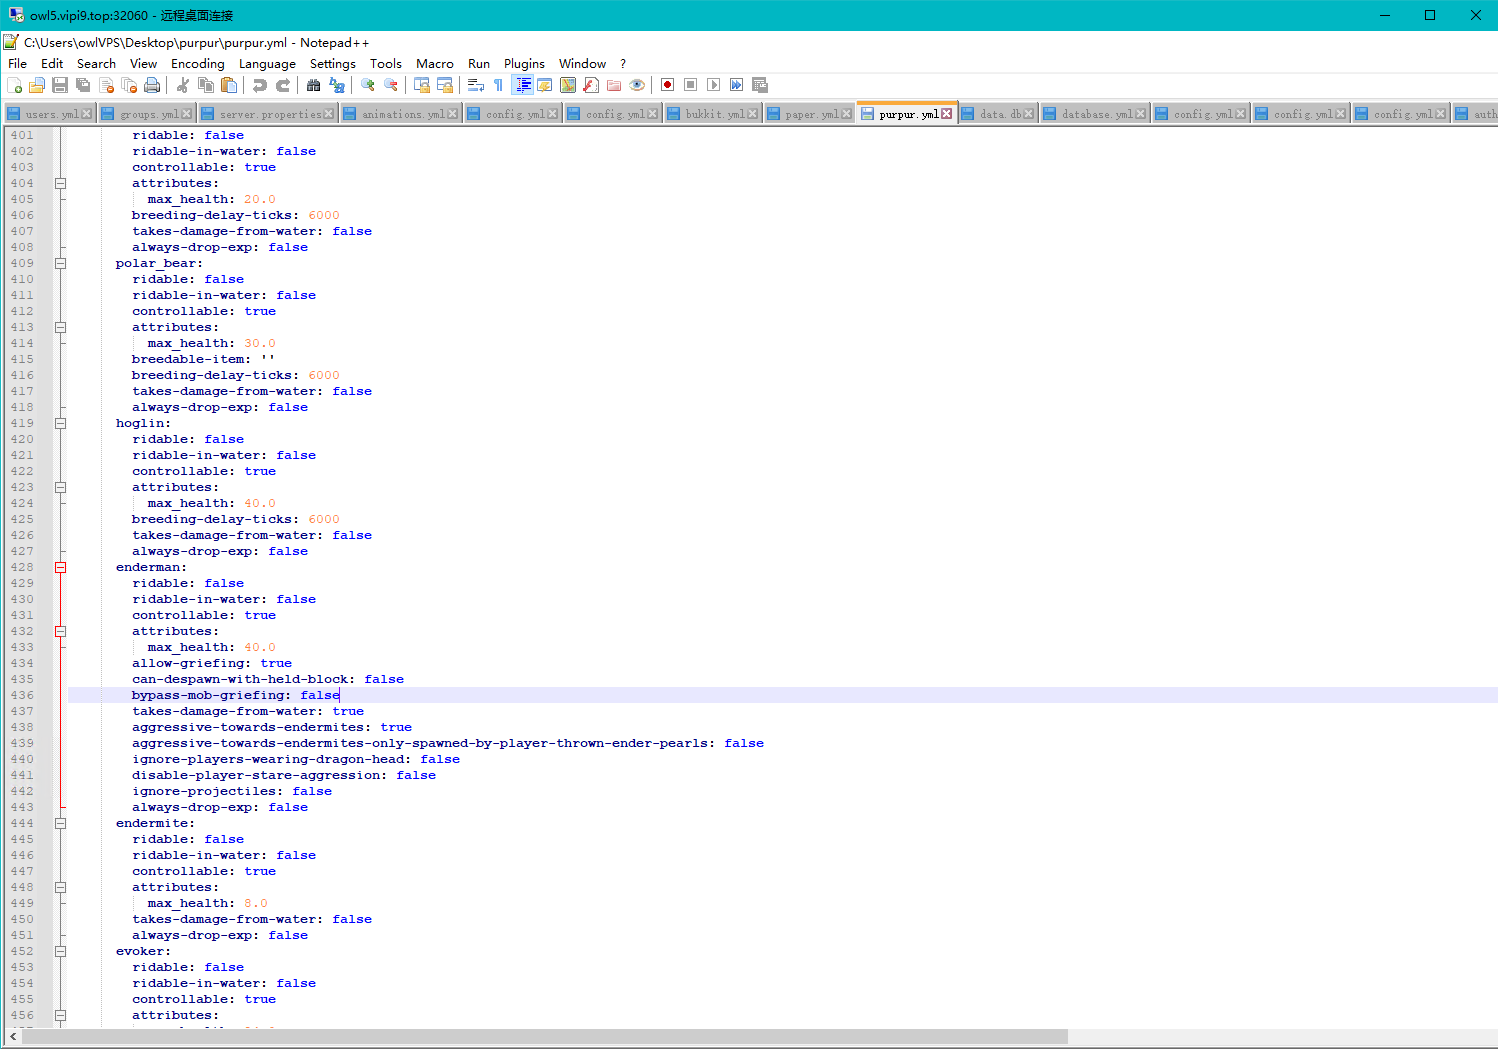 owl5.vipi9.top:32060 - 远程桌面连接
C:\Users\owlVPS\Desktop\purpur\purpur.yml - Notepad++
File Edit Search View Encoding Language Settings Tools Macro Run Plugins Window ?
users.yml groups.yml server.properties animations.yml config.yml config.yml bukkit.yml paper.yml purpur.yml data.db database.yml config.yml config.yml config.yml auth
401 ridable: false
402 ridable-in-water: false
403 controllable: true
404 attributes:
405 max_health: 20.0
406 breeding-delay-ticks: 6000
407 takes-damage-from-water: false
408 always-drop-exp: false
409 polar_bear:
410 ridable: false
411 ridable-in-water: false
412 controllable: true
413 attributes:
414 max_health: 30.0
415 breedable-item: ''
416 breeding-delay-ticks: 6000
417 takes-damage-from-water: false
418 always-drop-exp: false
419 hoglin:
420 ridable: false
421 ridable-in-water: false
422 controllable: true
423 attributes:
424 max_health: 40.0
425 breeding-delay-ticks: 6000
426 takes-damage-from-water: false
427 always-drop-exp: false
428 enderman:
429 ridable: false
430 ridable-in-water: false
431 controllable: true
432 attributes:
433 max_health: 40.0
434 allow-griefing: true
435 can-despawn-with-held-block: false
436 bypass-mob-griefing: false
437 takes-damage-from-water: true
438 aggressive-towards-endermites: true
439 aggressive-towards-endermites-only-spawned-by-player-thrown-ender-pearls: false
440 ignore-players-wearing-dragon-head: false
441 disable-player-stare-aggression: false
442 ignore-projectiles: false
443 always-drop-exp: false
444 endermite:
445 ridable: false
446 ridable-in-water: false
447 controllable: true
448 attributes:
449 max_health: 8.0
450 takes-damage-from-water: false
451 always-drop-exp: false
452 evoker:
453 ridable: false
454 ridable-in-water: false
455 controllable: true
456 attributes: